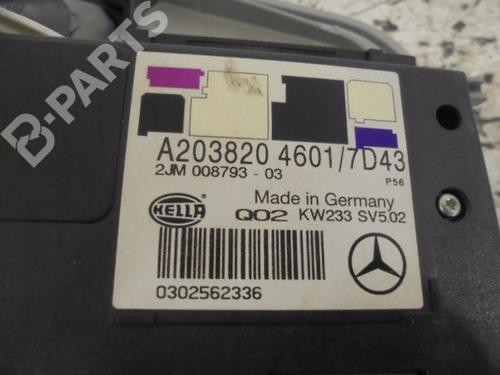 B-PARTS
A203820 4601/7D43
2JM 008793 - 03
P56
HELLA
Made in Germany
Q02 KW233 SV5.02
0302562336